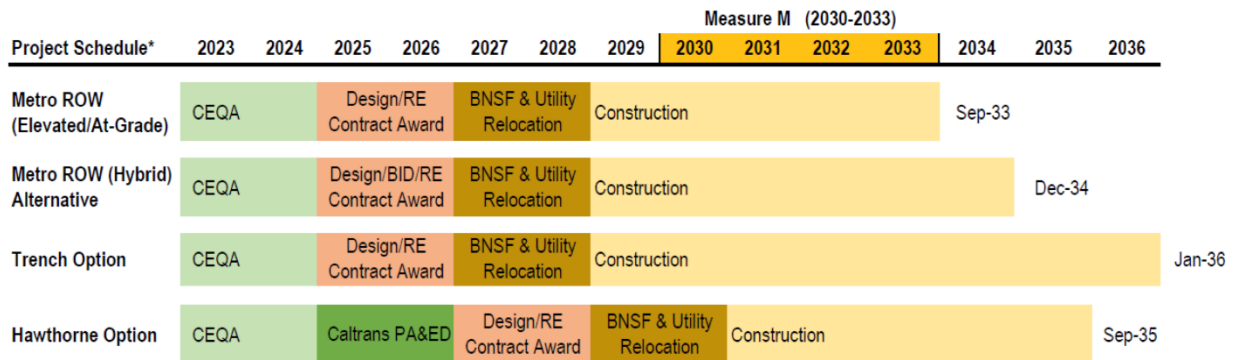 Measure M (2030-2033)
Project Schedule* 2023 2024 2025 2026 2027 2028 2029 2030 2031 2032 2033 2034 2035 2036
Metro ROW
(Elevated/At-Grade)
CEQA
Design/RE
Contract Award
BNSF & Utility
Relocation
Construction
Sep-33
Metro ROW (Hybrid)
Alternative
CEQA
Design/BID/RE
Contract Award
BNSF & Utility
Relocation
Construction
Dec-34
Trench Option
CEQA
Design/RE
Contract Award
BNSF & Utility
Relocation
Construction
Jan-36
Hawthorne Option
CEQA
Caltrans PA&ED
Design/RE
Contract Award
BNSF & Utility
Relocation
Construction
Sep-35